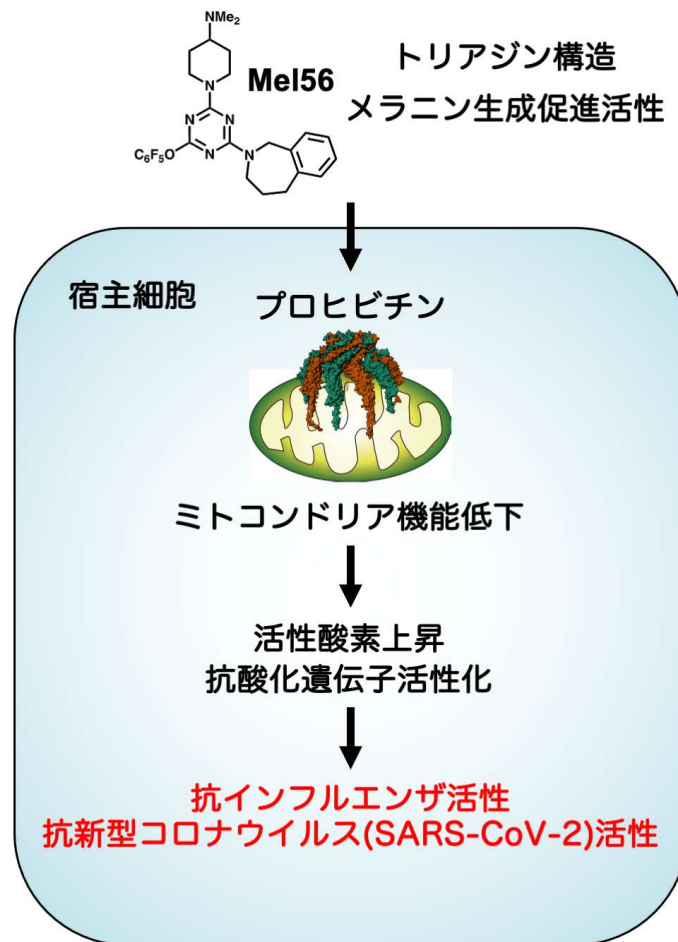 NMe2
N
Mel56
トリアジン構造
メラニン生成促進活性
N
N
C6F5O
N
N
宿主細胞
プロヒビチン
ミトコンドリア機能低下
活性酸素上昇
抗酸化遺伝子活性化
抗インフルエンザ活性
抗新型コロナウイルス(SARS-CoV-2)活性